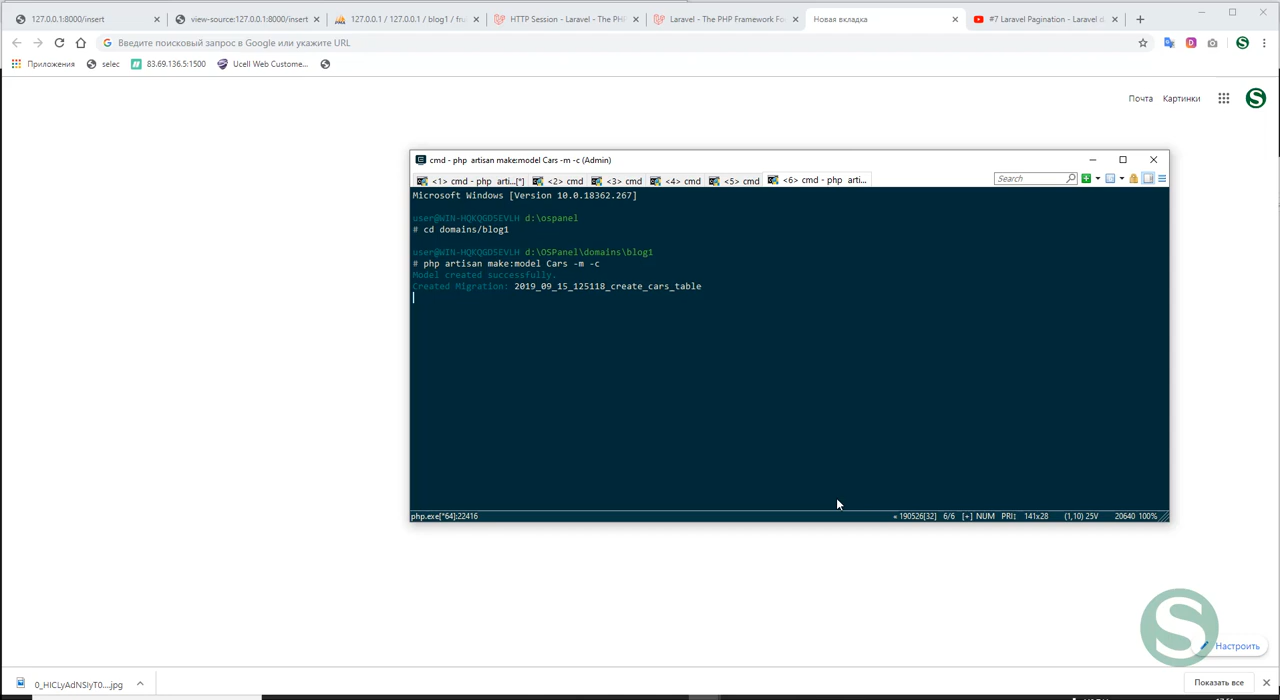 127.0.0.1:8000/insert
view-source:127.0.0.1:8000/insert
127.0.0.1 / 127.0.0.1 / blog1 / fru
HTTP Session - Laravel - The PHP
Laravel - The PHP Framework Fo
Новая вкладка
#7 Laravel Pagination - Laravel d
Введите поисковый запрос в Google или укажите URL
S
Приложения
selec
83.69.136.5:1500
Ucell Web Custome...
Почта
Картинки
S
cmd - php artisan make:model Cars -m -c (Admin)
<1> cmd - php arti...[*]
<2> cmd
<3> cmd
<4> cmd
<5> cmd
<6> cmd - php arti...
Search
Microsoft Windows [Version 10.0.18362.267]
user@WIN-HQKQGD5EVLH d:\ospanel
# cd domains/blog1
user@WIN-HQKQGD5EVLH d:\OSPanel\domains\blog1
# php artisan make:model Cars -m -c
Model created successfully.
Created Migration: 2019_09_15_125118_create_cars_table
php.exe[*64]:22416
« 190526[32] 6/6 [+] NUM PRI↕ 141x28 (1,10) 25V 20640 100%
S
Настроить
0_HICLyAdNSIyT0....jpg
Показать все